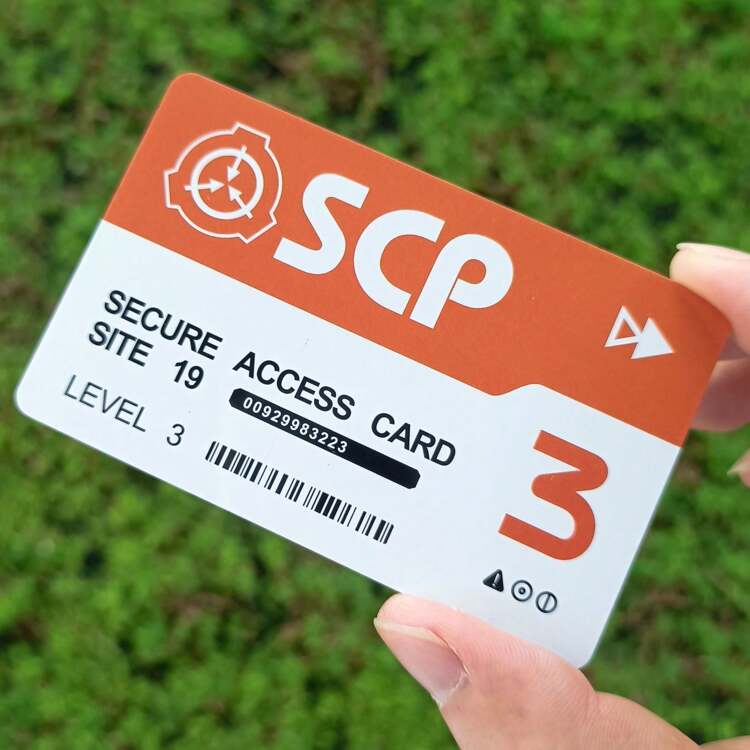 SCP
SECURE ACCESS CARD
SITE 19
00929983223
LEVEL 3
3